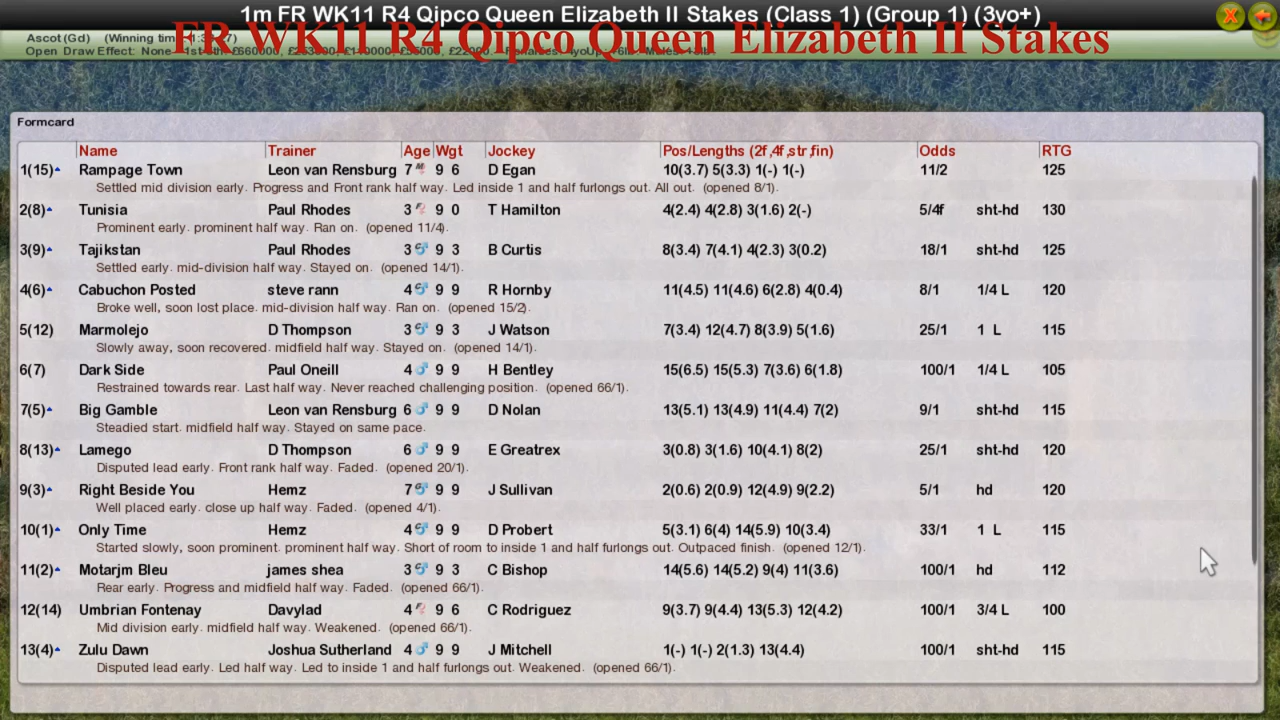 1m FR WK11 R4 Qipco Queen Elizabeth II Stakes (Class 1) (Group 1) (3yo+)
FR WK11 R4 Qipco Queen Elizabeth II Stakes
Ascot(Gd) (Winning time
Open Draw Effect: None
Formcard
Name Trainer Age Wgt Jockey Pos/Lengths (2f,4f,str,fin) Odds RTG
1(15) Rampage Town Leon van Rensburg 7 9 6 D Egan 10(3.7) 5(3.3) 1(-) 1(-) 11/2 125
Settled mid division early. Progress and Front rank half way. Led inside 1 and half furlongs out. All out. (opened 8/1).
2(8) Tunisia Paul Rhodes 3 9 0 T Hamilton 4(2.4) 4(2.8) 3(1.6) 2(-) 5/4f sht-hd 130
Prominent early. prominent half way. Ran on. (opened 11/4).
3(9) Tajikstan Paul Rhodes 3 9 3 B Curtis 8(3.4) 7(4.1) 4(2.3) 3(0.2) 18/1 sht-hd 125
Settled early. mid-division half way. Stayed on. (opened 14/1).
4(6) Cabuchon Posted steve rann 4 9 9 R Hornby 11(4.5) 11(4.6) 6(2.8) 4(0.4) 8/1 1/4 L 120
Broke well, soon lost place. mid-division half way. Ran on. (opened 15/2).
5(12) Marmolejo D Thompson 3 9 3 J Watson 7(3.4) 12(4.7) 8(3.9) 5(1.6) 25/1 1 L 115
Slowly away, soon recovered. midfield half way. Stayed on. (opened 14/1).
6(7) Dark Side Paul Oneill 4 9 9 H Bentley 15(6.5) 15(5.3) 7(3.6) 6(1.8) 100/1 1/4 L 105
Restrained towards rear. Last half way. Never reached challenging position. (opened 66/1).
7(5) Big Gamble Leon van Rensburg 6 9 9 D Nolan 13(5.1) 13(4.9) 11(4.4) 7(2) 9/1 sht-hd 115
Steadied start. midfield half way. Stayed on same pace.
8(13) Lamego D Thompson 6 9 9 E Greatrex 3(0.8) 3(1.6) 10(4.1) 8(2) 25/1 sht-hd 120
Disputed lead early. Front rank half way. Faded. (opened 20/1).
9(3) Right Beside You Hemz 7 9 9 J Sullivan 2(0.6) 2(0.9) 12(4.9) 9(2.2) 5/1 hd 120
Well placed early. close up half way. Faded. (opened 4/1).
10(1) Only Time Hemz 4 9 9 D Probert 5(3.1) 6(4) 14(5.9) 10(3.4) 33/1 1 L 115
Started slowly, soon prominent. prominent half way. Short of room to inside 1 and half furlongs out. Outpaced finish. (opened 12/1).
11(2) Motarjm Bleu james shea 3 9 3 C Bishop 14(5.6) 14(5.2) 9(4) 11(3.6) 100/1 hd 112
Rear early. Progress and midfield half way. Faded. (opened 66/1).
12(14) Umbrian Fontenay Davylad 4 9 6 C Rodriguez 9(3.7) 9(4.4) 13(5.3) 12(4.2) 100/1 3/4 L 100
Mid division early. midfield half way. Weakened. (opened 66/1).
13(4) Zulu Dawn Joshua Sutherland 4 9 9 J Mitchell 1(-) 1(-) 2(1.3) 13(4.4) 100/1 sht-hd 115
Disputed lead early. Led half way. Led to inside 1 and half furlongs out. Weakened. (opened 66/1).